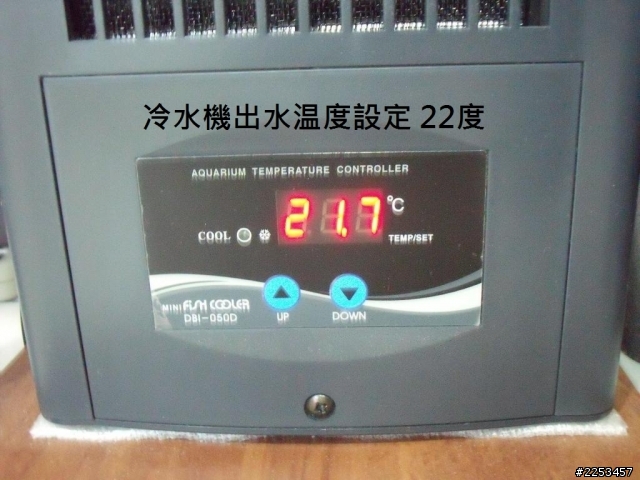 冷水機出水温度設定 22度
AQUARIUM TEMPERATURE CONTROLLER
21.7 °C
COOL TEMP/SET
MINI FISH COOLER
DBI-050D
UP DOWN
#2253457